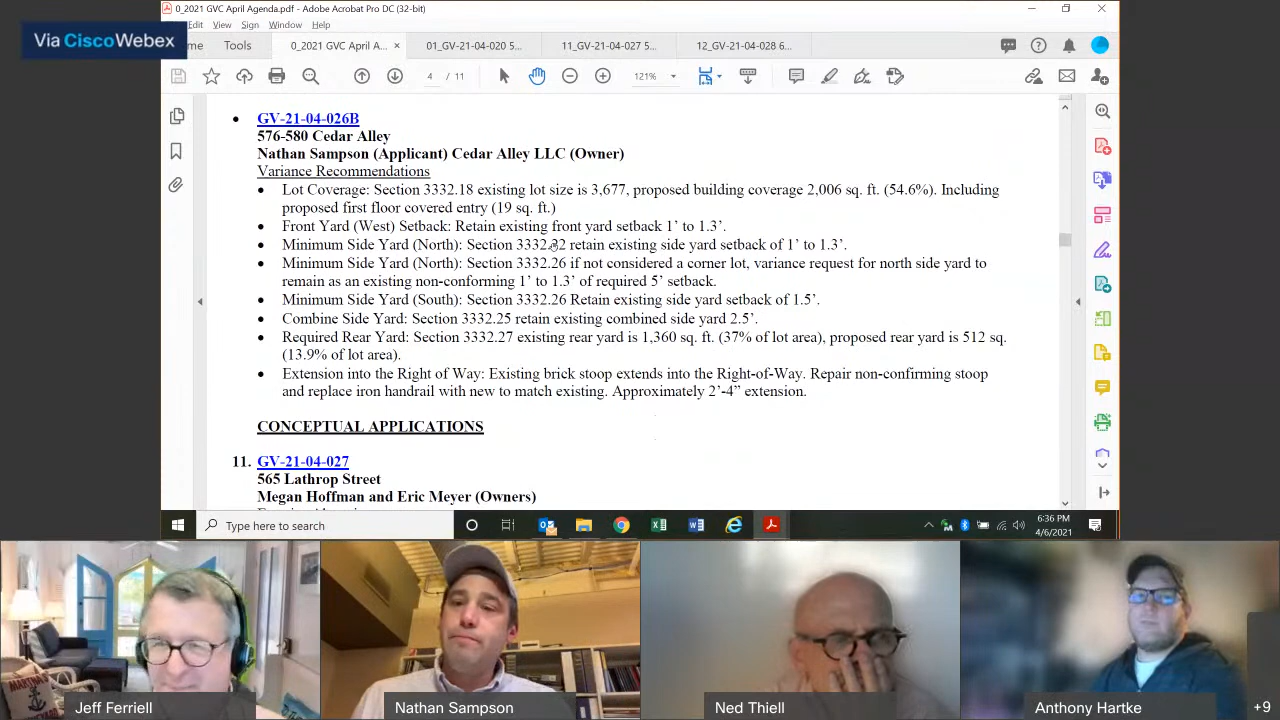 0_2021 GVC April Agenda.pdf - Adobe Acrobat Pro DC (32-bit)
Via Cisco Webex
Edit View Sign Window Help
me Tools 0_2021 GVC April A... × 01_GV-21-04-020 5... 11_GV-21-04-027 5... 12_GV-21-04-028 6...
4 / 11 121%
• GV-21-04-026B
576-580 Cedar Alley
Nathan Sampson (Applicant) Cedar Alley LLC (Owner)
Variance Recommendations
• Lot Coverage: Section 3332.18 existing lot size is 3,677, proposed building coverage 2,006 sq. ft. (54.6%). Including
proposed first floor covered entry (19 sq. ft.)
• Front Yard (West)Setback: Retain existing from yard setback 1’ to 1.3’.
• Minimum Side Yard (North): Section 3332.22 retain existing side yard setback of 1’ to 1.3’.
• Minimum Side Yard (North): Section 3332.26 if not considered a corner lot, variance request for north side yard to
remain as an existing non-conforming 1’ to 1.3’ of required 5’ setback.
• Minimum Side Yard (South): Section 3332.26 Retain existing side yard setback of 1.5’.
• Combine Side Yard: Section 3332.25 retain existing combined side yard 2.5’.
• Required Rear Yard: Section 3332.27 existing rear yard is 1,360 sq. ft. (37% of lot area), proposed rear yard is 512 sq.
(13.9% of lot area).
• Extension into the Right of Way: Existing brick stoop extends into the Right-of-Way. Repair non-confirming stoop
and replace iron handrail with new to match existing. Approximately 2’-4” extension.
CONCEPTUAL APPLICATIONS
11. GV-21-04-027
565 Lathrop Street
Megan Hoffman and Eric Meyer (Owners)
Type here to search
6:36 PM
4/6/2021
Jeff Ferriell
Nathan Sampson
Ned Thiell
Anthony Hartke
+9